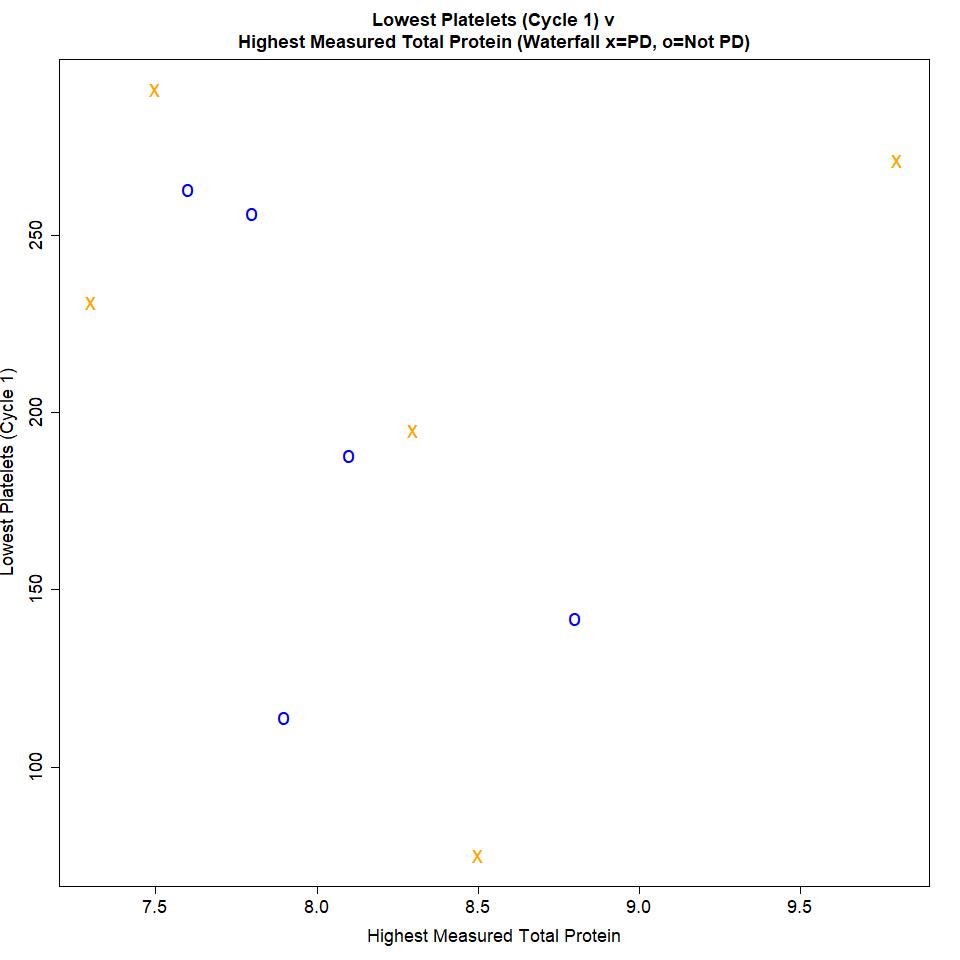 Lowest Platelets (Cycle 1) v
Highest Measured Total Protein (Waterfall x=PD, o=Not PD)
Lowest Platelets (Cycle 1)
250
200
150
100
x
x
o
o
x
x
o
o
o
x
7.5 8.0 8.5 9.0 9.5
Highest Measured Total Protein